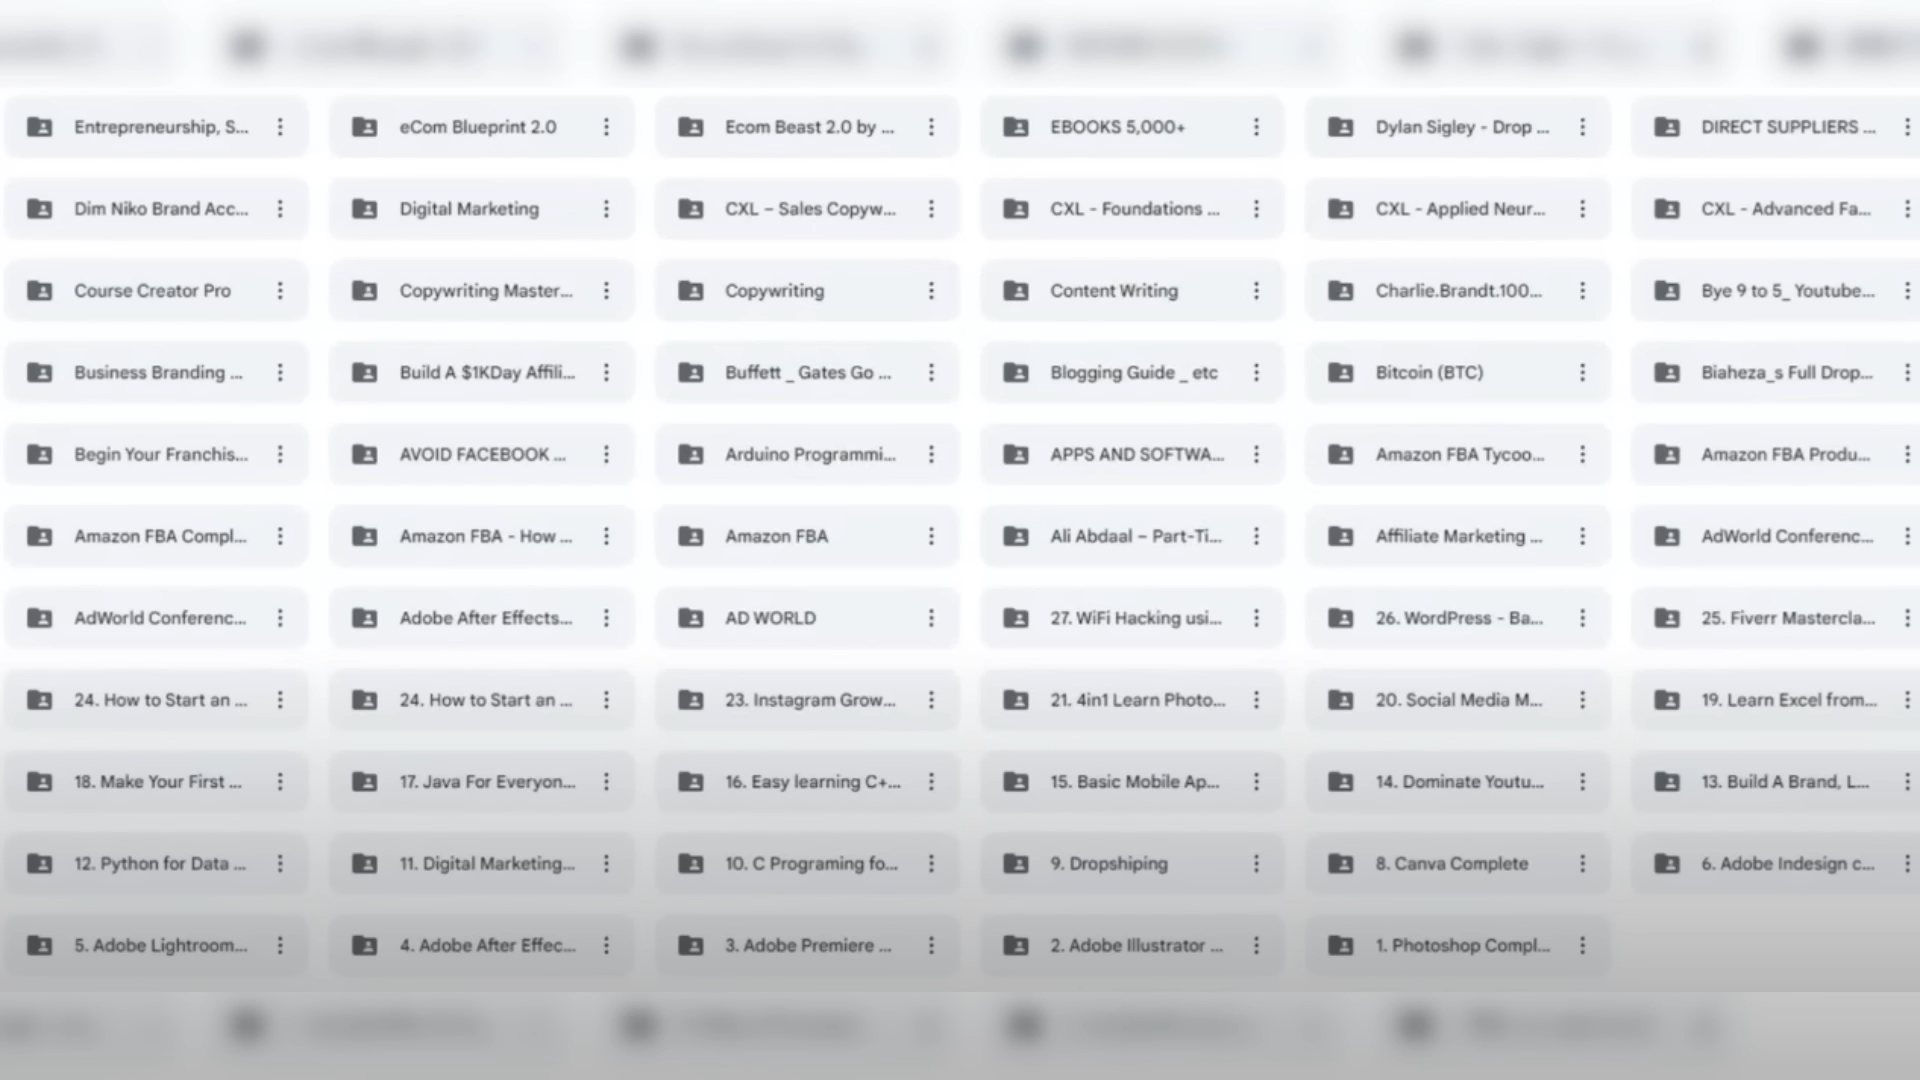 Entrepreneurship, S...
eCom Blueprint 2.0
Ecom Beast 2.0 by ...
EBOOKS 5,000+
Dylan Sigley - Drop ...
DIRECT SUPPLIERS ...
Dim Niko Brand Acc...
Digital Marketing
CXL – Sales Copyw...
CXL - Foundations ...
CXL - Applied Neur...
CXL - Advanced Fa...
Course Creator Pro
Copywriting Master...
Copywriting
Content Writing
Charlie.Brandt.100...
Bye 9 to 5_ Youtube...
Business Branding ...
Build A $1KDay Affili...
Buffett _ Gates Go ...
Blogging Guide _ etc
Bitcoin (BTC)
Biaheza_s Full Drop...
Begin Your Franchis...
AVOID FACEBOOK ...
Arduino Programmi...
APPS AND SOFTWA...
Amazon FBA Tycoo...
Amazon FBA Produ...
Amazon FBA Compl...
Amazon FBA - How ...
Amazon FBA
Ali Abdaal – Part-Ti...
Affiliate Marketing ...
AdWorld Conferenc...
AdWorld Conferenc...
Adobe After Effects...
AD WORLD
27. WiFi Hacking usi...
26. WordPress - Ba...
25. Fiverr Mastercla...
24. How to Start an ...
24. How to Start an ...
23. Instagram Grow...
21. 4in1 Learn Photo...
20. Social Media M...
19. Learn Excel from...
18. Make Your First ...
17. Java For Everyon...
16. Easy learning C+...
15. Basic Mobile Ap...
14. Dominate Youtu...
13. Build A Brand, L...
12. Python for Data ...
11. Digital Marketing...
10. C Programing fo...
9. Dropshiping
8. Canva Complete
6. Adobe Indesign c...
5. Adobe Lightroom...
4. Adobe After Effec...
3. Adobe Premiere ...
2. Adobe Illustrator ...
1. Photoshop Compl...